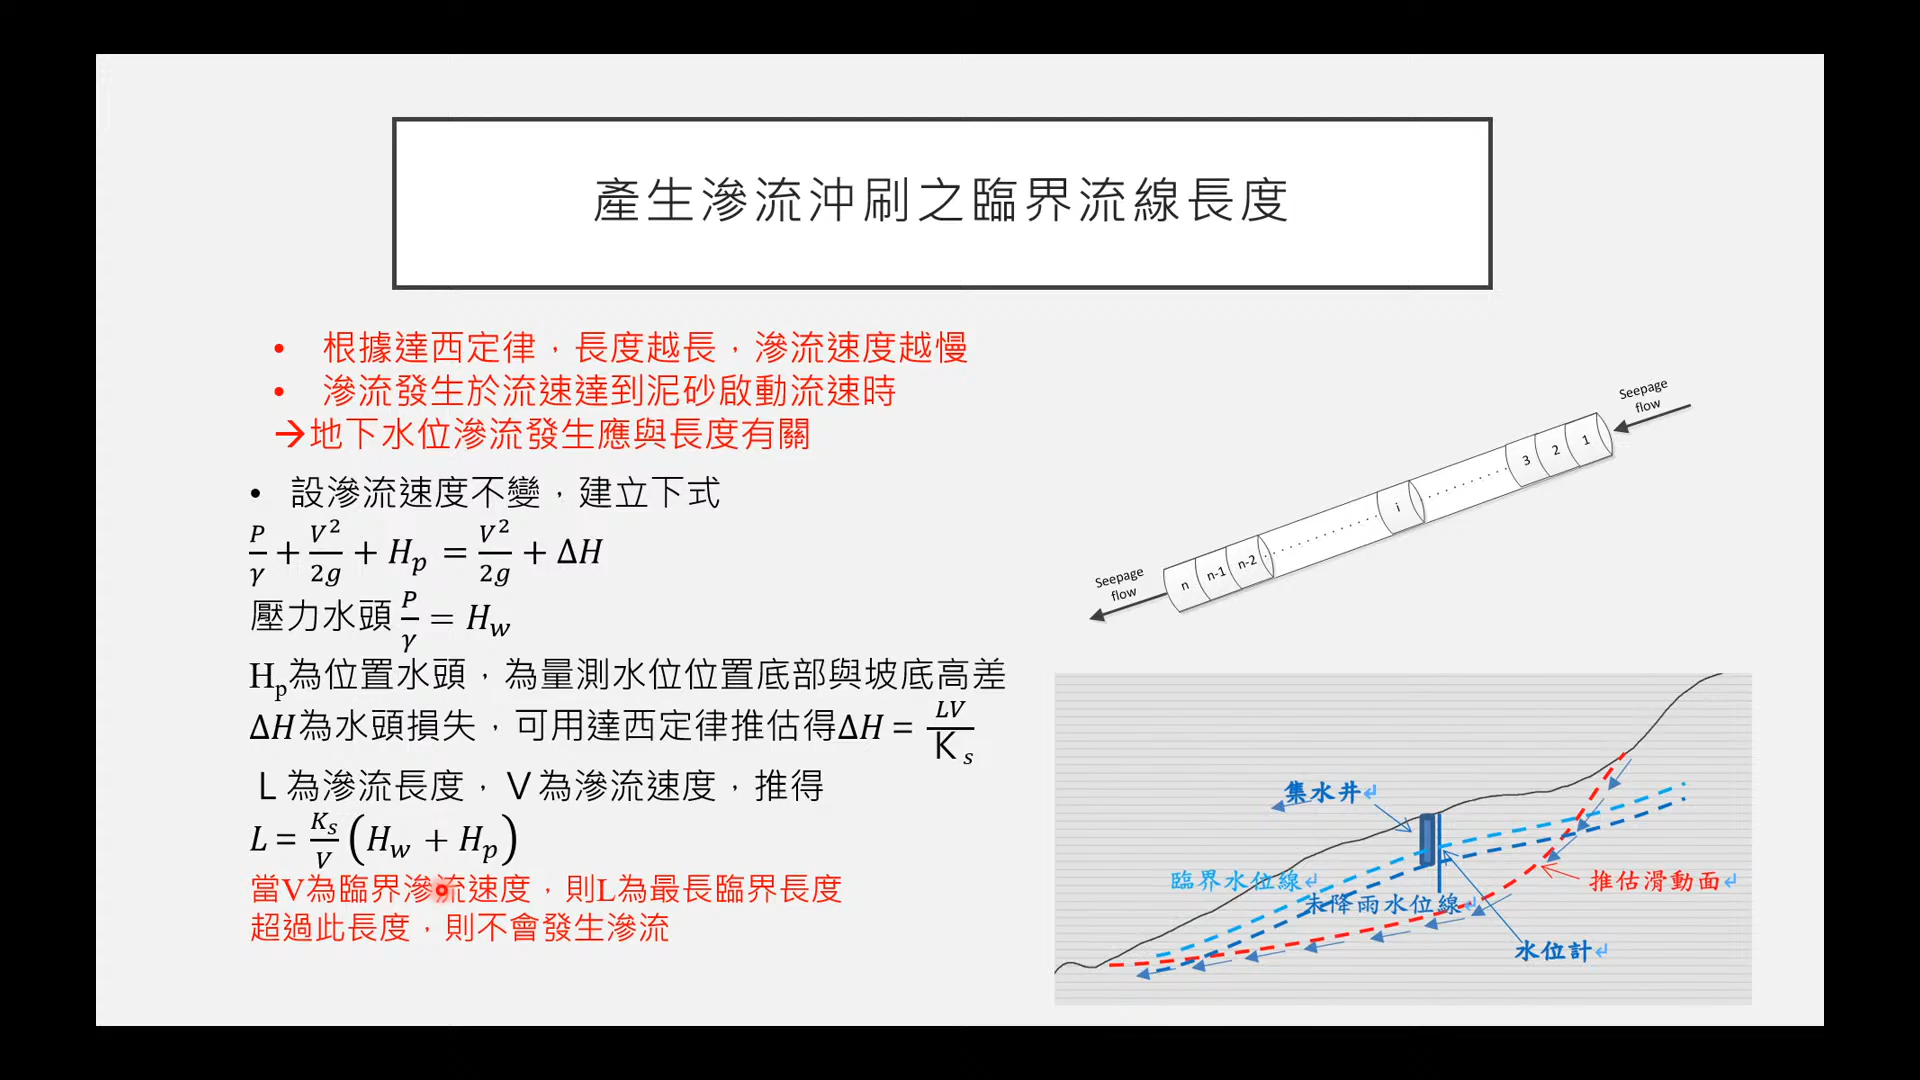 產生滲流沖刷之臨界流線長度
• 根據達西定律，長度越長，滲流速度越慢
• 滲流發生於流速達到泥砂啟動流速時
→地下水位滲流發生應與長度有關
• 設滲流速度不變，建立下式
P/γ + V²/2g + Hₚ = V²/2g + ΔH
壓力水頭 P/γ = H_w
Hₚ為位置水頭，為量測水位位置底部與坡底高差
ΔH為水頭損失，可用達西定律推估得ΔH = LV/K_s
L為滲流長度，V為滲流速度，推得
L = K_s/V (H_w + H_p)
當V為臨界滲流速度，則L為最長臨界長度
超過此長度，則不會發生滲流
Seepage
flow
1
2
3
i
n-2
n-1
n
Seepage
flow
集水井↲
臨界水位線↲
未降雨水位線↲
推估滑動面↲
水位計↲